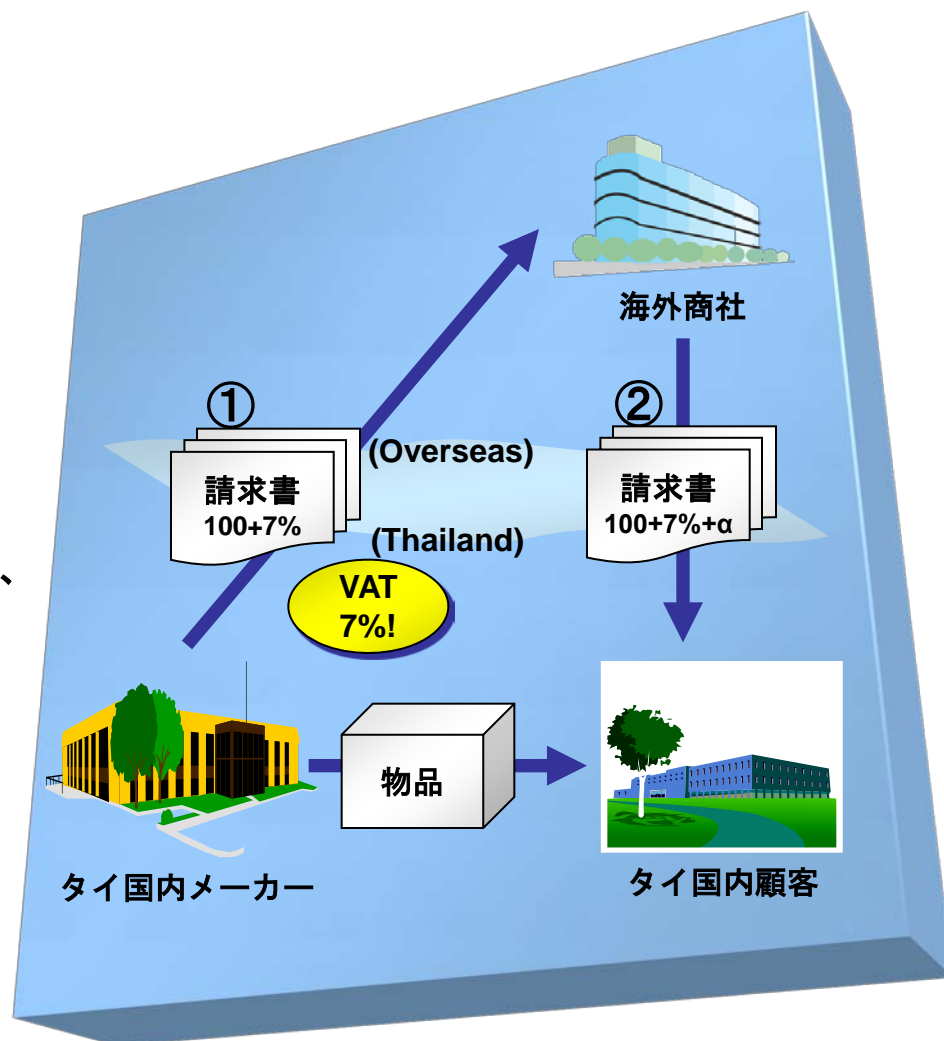 海外商社
①
②
(Overseas)
請求書
100+7%
請求書
100+7%+α
(Thailand)
、
VAT
7%!
物品
タイ国内メーカー
タイ国内顧客